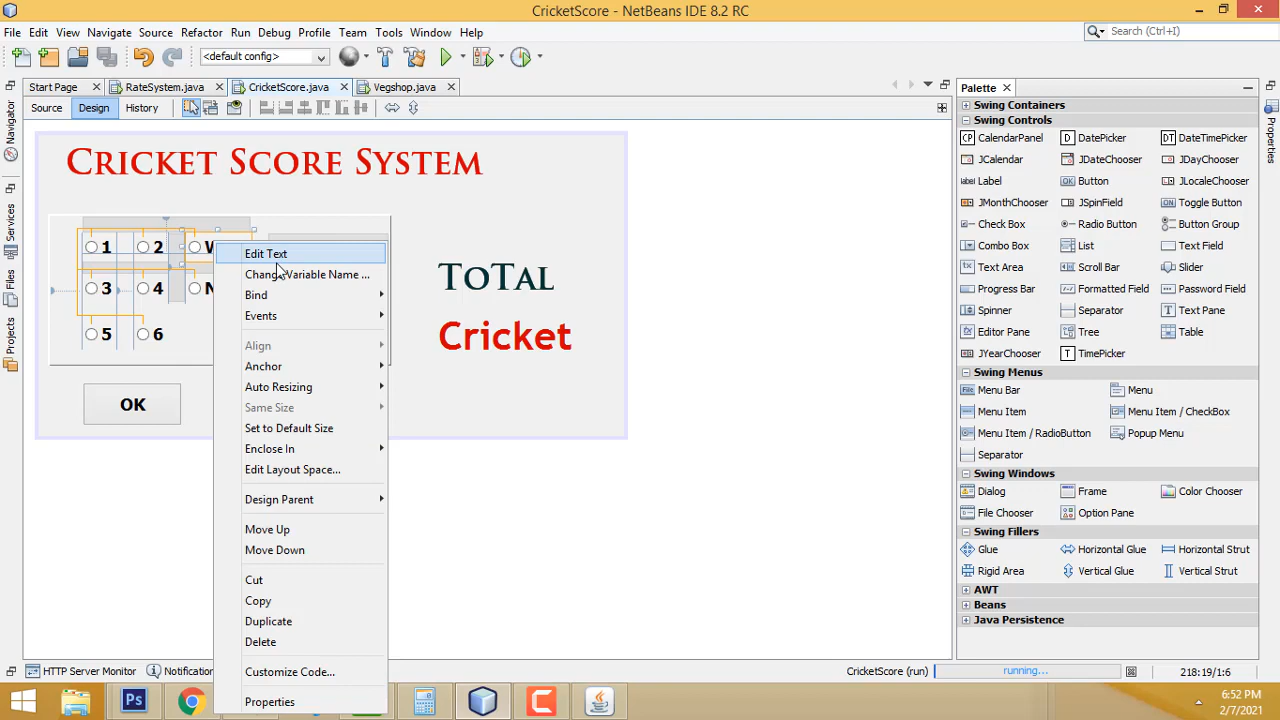 CricketScore - NetBeans IDE 8.2 RC
File Edit View Navigate Source Refactor Run Debug Profile Team Tools Window Help
Search (Ctrl+I)
<default config>
Start Page RateSystem.java CricketScore.java Vegshop.java
Source Design History
Navigator
Services
Files
Projects
Cricket Score System
1 2
3 4
5 6
OK
ToTal
Cricket
Edit Text
Change Variable Name ...
Bind
Events
Align
Anchor
Auto Resizing
Same Size
Set to Default Size
Enclose In
Edit Layout Space...
Design Parent
Move Up
Move Down
Cut
Copy
Duplicate
Delete
Customize Code...
Properties
Palette
Swing Containers
Swing Controls
CP CalendarPanel D DatePicker DT DateTimePicker
JCalendar JDateChooser JDayChooser
label Label OK Button JLocaleChooser
JMonthChooser JSpinField Toggle Button
Check Box Radio Button Button Group
Combo Box List Text Field
Text Area Scroll Bar Slider
Progress Bar Formatted Field Password Field
Spinner Separator Text Pane
Editor Pane Tree Table
JYearChooser T TimePicker
Swing Menus
Menu Bar Menu
Menu Item Menu Item / CheckBox
Menu Item / RadioButton Popup Menu
Separator
Swing Windows
Dialog Frame Color Chooser
File Chooser Option Pane
Swing Fillers
Glue Horizontal Glue Horizontal Strut
Rigid Area Vertical Glue Vertical Strut
AWT
Beans
Java Persistence
Properties
HTTP Server Monitor Notification
CricketScore (run) running... 218:19/1:6
Ps
6:52 PM
2/7/2021